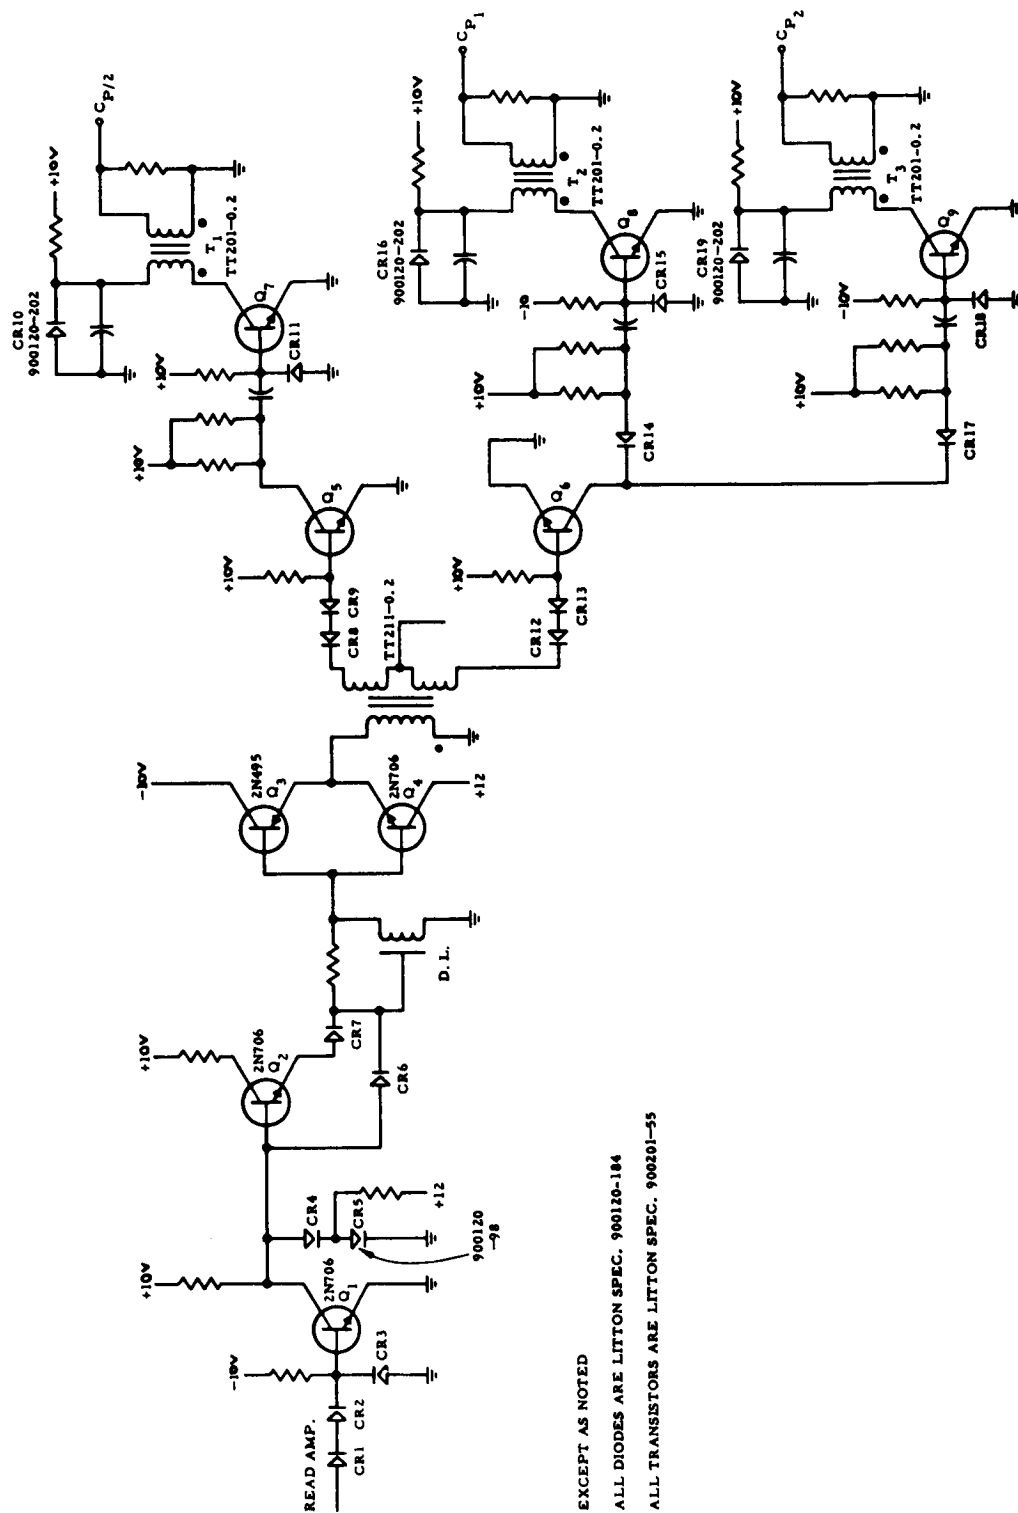 READ AMP.
CR1
CR2
-10V
CR3
+10V
2N706
Q1
CR4
CR5
+12
900120
-98
+10V
2N706
Q2
CR7
CR6
D. L.
-10V
2N495
Q3
2N706
Q4
+12
TT211-0.2
CR8
CR9
+10V
Q5
+10V
+10V
CR11
Q7
CR10
900120-202
+10V
T1
TT201-0.2
CP/2
CR12
CR13
+10V
Q6
CR14
+10V
-10
CR15
Q8
CR16
900120-202
+10V
T2
TT201-0.2
CP1
CR17
+10V
-10V
CR18
Q9
CR19
900120-202
+10V
T3
TT201-0.2
CP2
EXCEPT AS NOTED
ALL DIODES ARE LITTON SPEC. 900120-184
ALL TRANSISTORS ARE LITTON SPEC. 900201-55